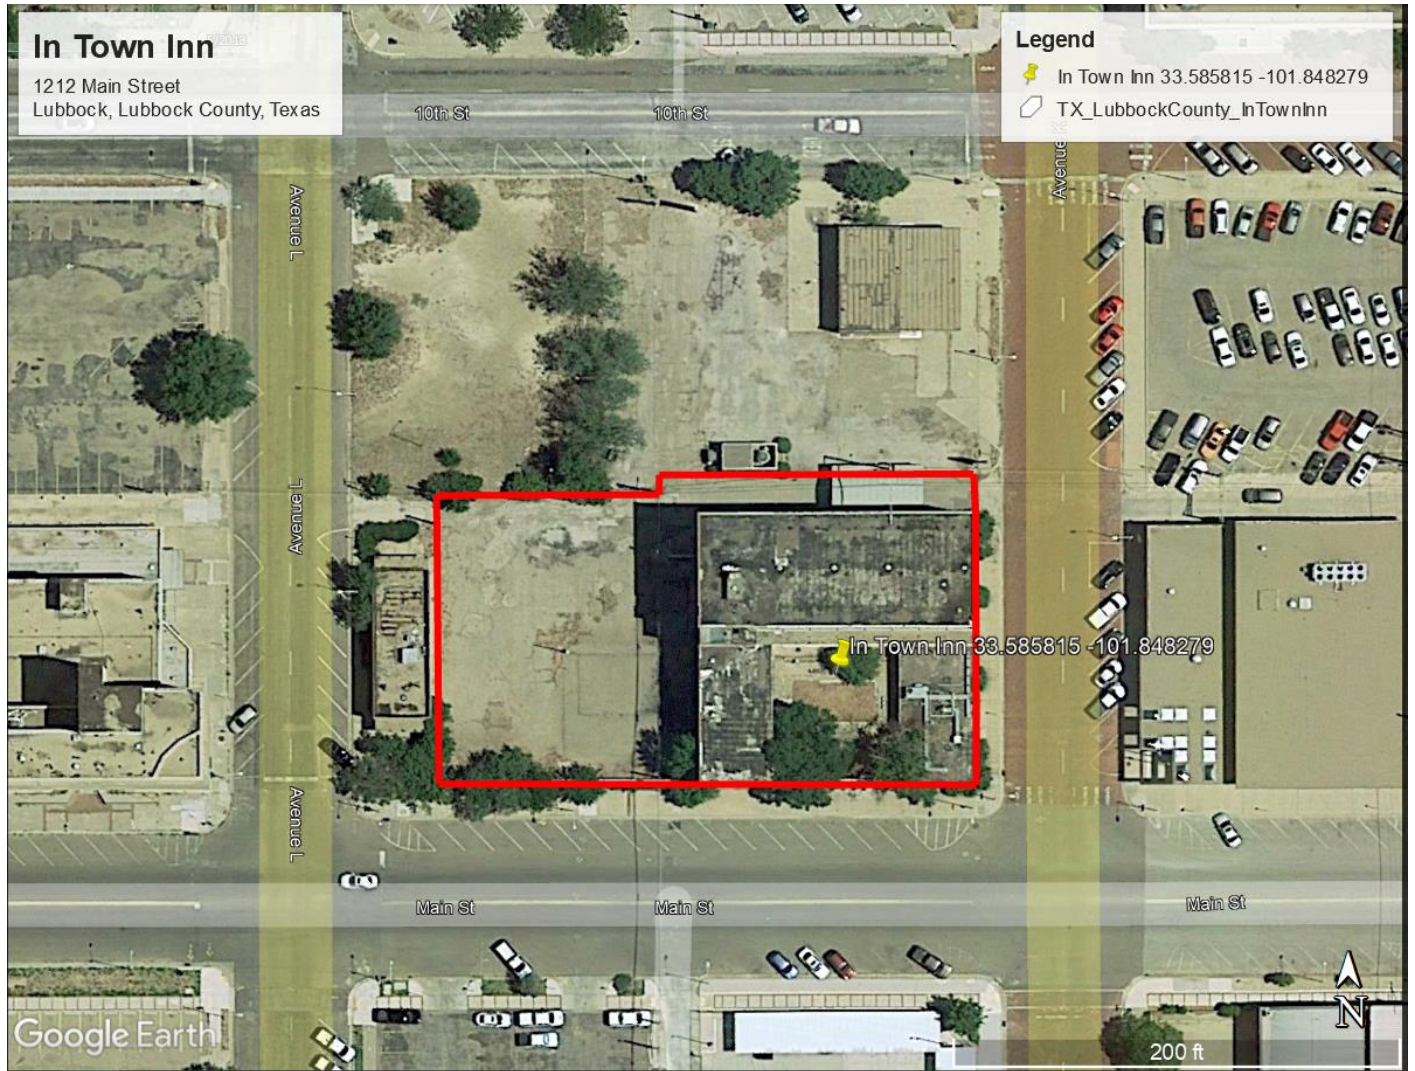 In Town Inn
1212 Main Street
Lubbock, Lubbock County, Texas
Legend
In Town Inn 33.585815 -101.848279
TX_LubbockCounty_InTownInn
10th St
10th St
Avenue L
Avenue L
In Town Inn 33.585815 -101.848279
Avenue L
Main St
Main St
Main St
N
Google Earth
200 ft